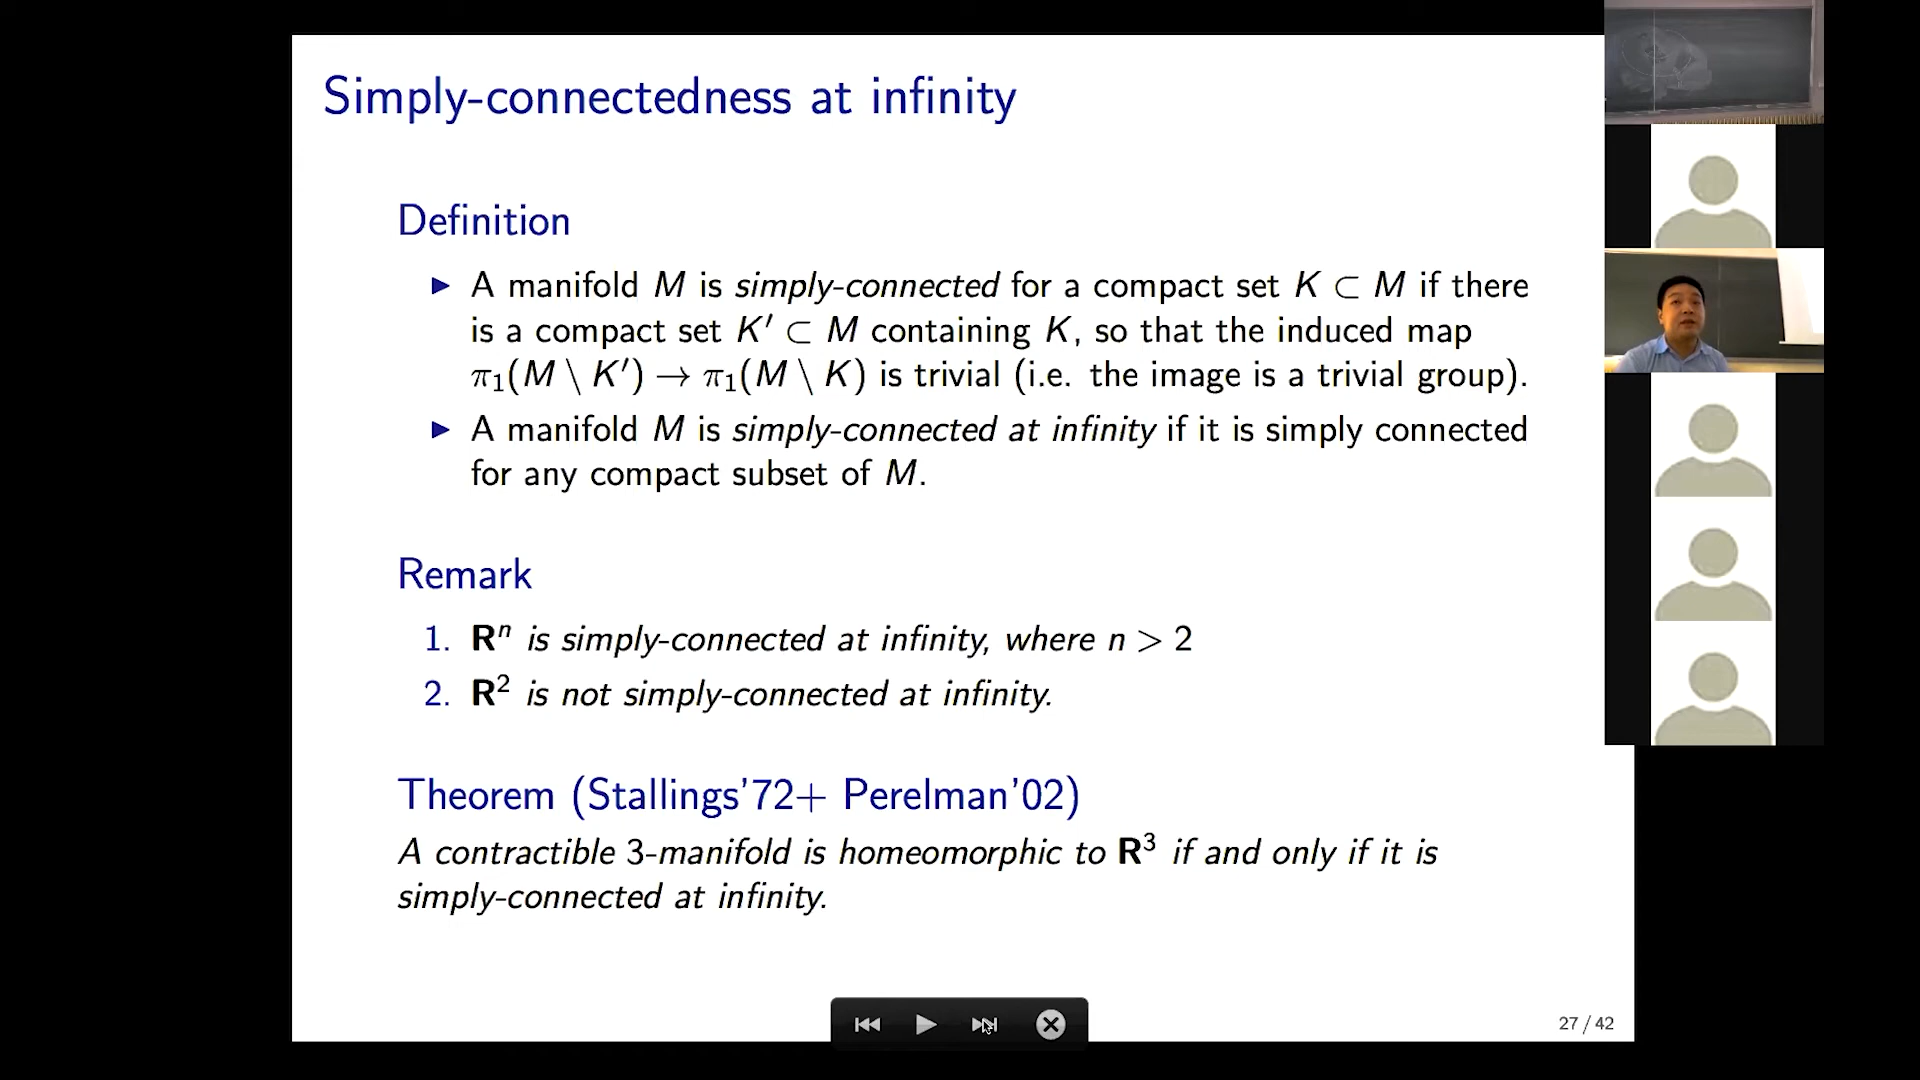 Simply-connectedness at infinity
Definition
▶ A manifold M is simply-connected for a compact set K ⊂ M if there
is a compact set K′ ⊂ M containing K, so that the induced map
π₁(M \ K′) → π₁(M \ K) is trivial (i.e. the image is a trivial group).
▶ A manifold M is simply-connected at infinity if it is simply connected
for any compact subset of M.
Remark
1. Rⁿ is simply-connected at infinity, where n > 2
2. R² is not simply-connected at infinity.
Theorem (Stallings'72+ Perelman'02)
A contractible 3-manifold is homeomorphic to R³ if and only if it is
simply-connected at infinity.
27 / 42